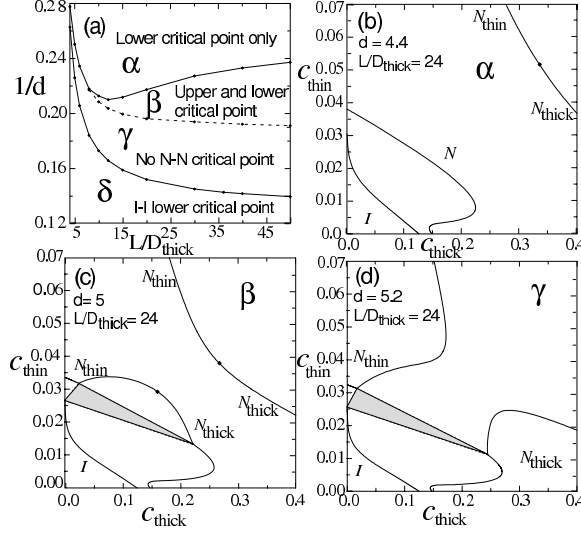 (a)
Lower critical point only
α
1/d
Upper and lower
critical point
β
γ
No N-N critical point
δ
I-I lower critical point
0.28
0.24
0.20
0.16
0.12
5
15
25
35
45
L/D_thick
(b)
d = 4.4
L/D_thick = 24
α
N_thin
N_thick
N
I
c_thin
0.07
0.06
0.05
0.04
0.03
0.02
0.01
0.00
0.0
0.1
0.2
0.3
0.4
c_thick
(c)
d= 5
L/D_thick = 24
β
N_thin
N_thin
N_thick
N_thick
I
c_thin
0.07
0.06
0.05
0.04
0.03
0.02
0.01
0.00
0.0
0.1
0.2
0.3
0.4
c_thick
(d)
d = 5.2
L/D_thick = 24
γ
N_thin
N_thick
I
c_thin
0.07
0.06
0.05
0.04
0.03
0.02
0.01
0.00
0.0
0.1
0.2
0.3
0.4
c_thick